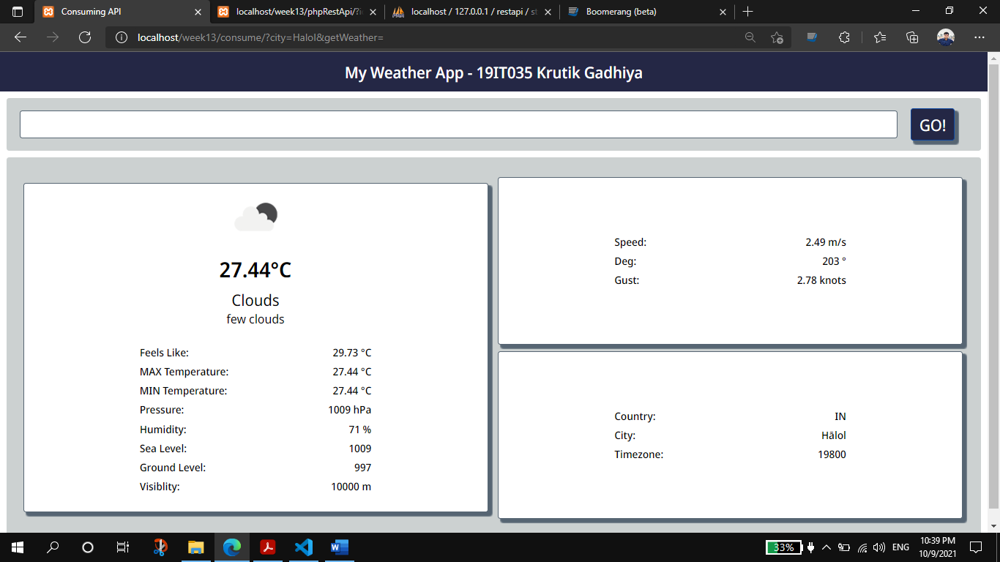 Consuming API
localhost/week13/phpRestApi/?i
localhost / 127.0.0.1 / restapi / st
Boomerang (beta)
localhost/week13/consume/?city=Halol&getWeather=
My Weather App - 19IT035 Krutik Gadhiya
GO!
27.44°C
Clouds
few clouds
Feels Like: 29.73 °C
MAX Temperature: 27.44 °C
MIN Temperature: 27.44 °C
Pressure: 1009 hPa
Humidity: 71 %
Sea Level: 1009
Ground Level: 997
Visiblity: 10000 m
Speed: 2.49 m/s
Deg: 203 °
Gust: 2.78 knots
Country: IN
City: Hālol
Timezone: 19800
33%
ENG
10:39 PM
10/9/2021